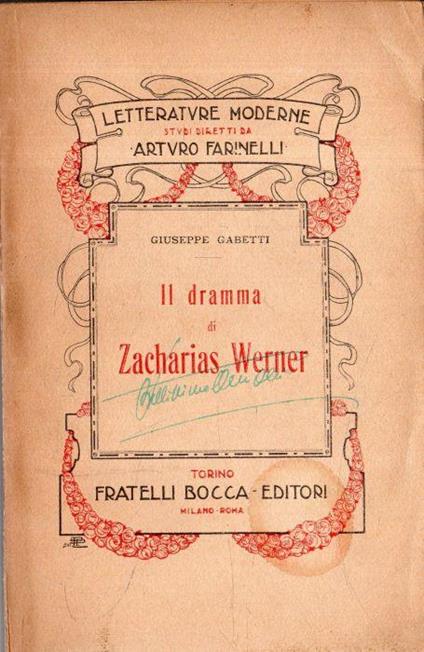 LETTERATVRE MODERNE
STVDI DIRETTI DA
·ARTVRO FARINELLI·
GIUSEPPE GABETTI
Il dramma
di
Zacharias Werner
TORINO
FRATELLI BOCCA - EDITORI
MILANO - ROMA